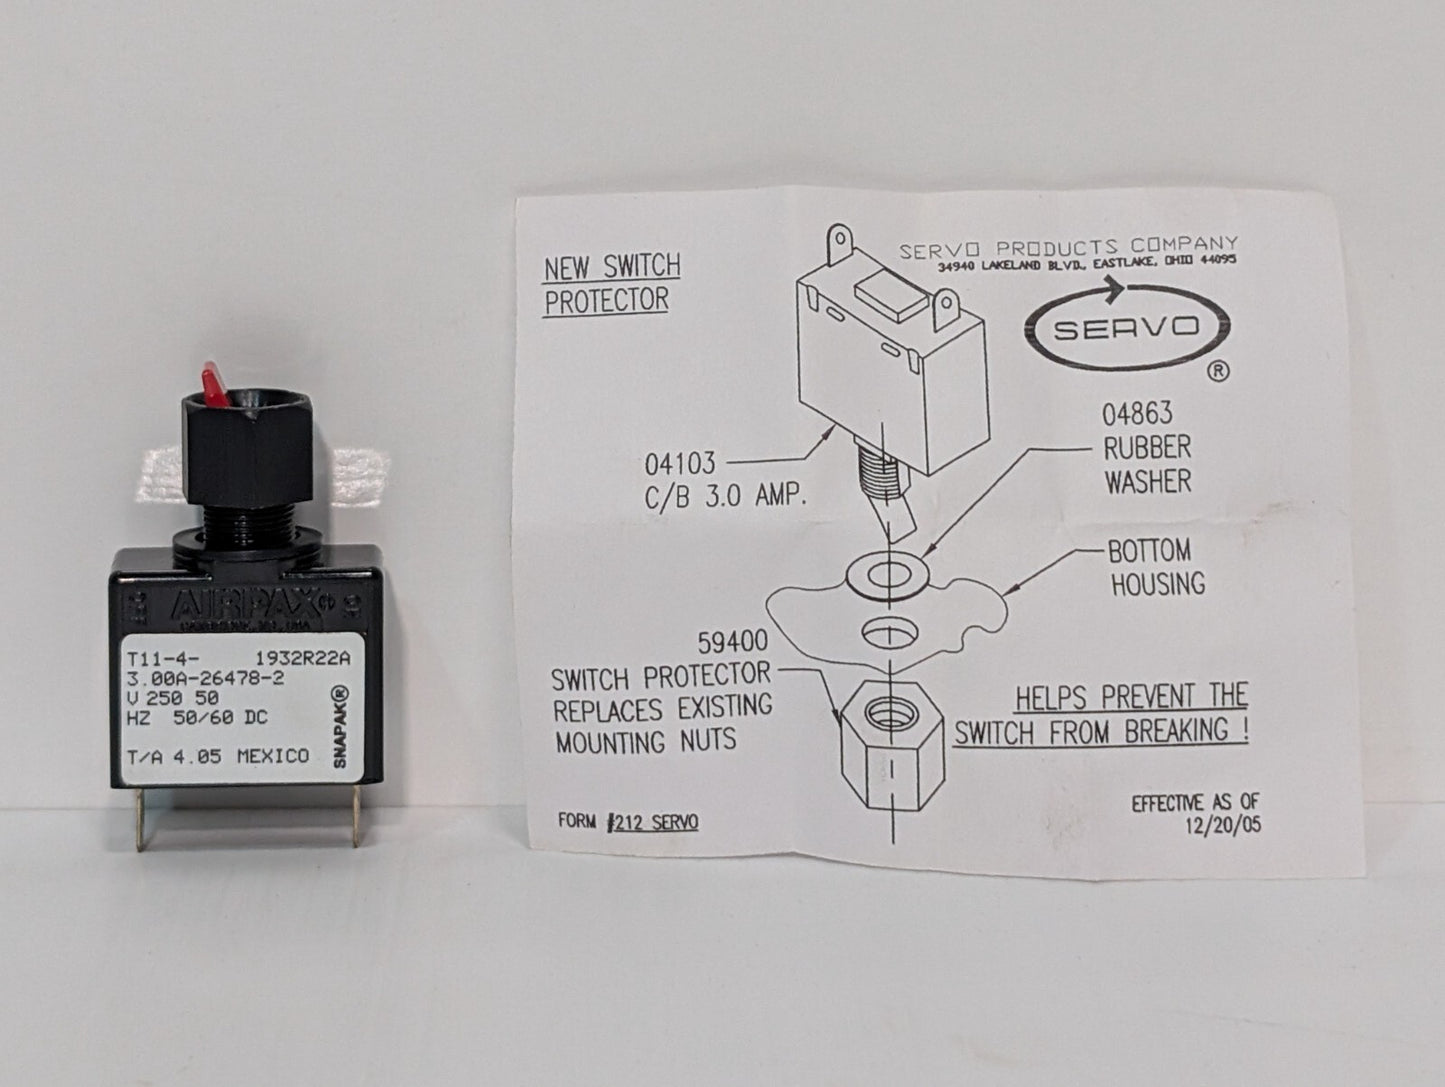 AIRPAX
CAMBRIDGE, MD., USA
T11-4- 1932R22A
3.00A-26478-2
V 250 50
HZ 50/60 DC
T/A 4.05 MEXICO
SNAPAK®
NEW SWITCH
PROTECTOR
SERVO PRODUCTS COMPANY
34940 LAKELAND BLVD., EASTLAKE, OHIO 44095
SERVO
®
04103
C/B 3.0 AMP.
04863
RUBBER
WASHER
BOTTOM
HOUSING
59400
SWITCH PROTECTOR
REPLACES EXISTING
MOUNTING NUTS
HELPS PREVENT THE
SWITCH FROM BREAKING !
FORM #212 SERVO
EFFECTIVE AS OF
12/20/05